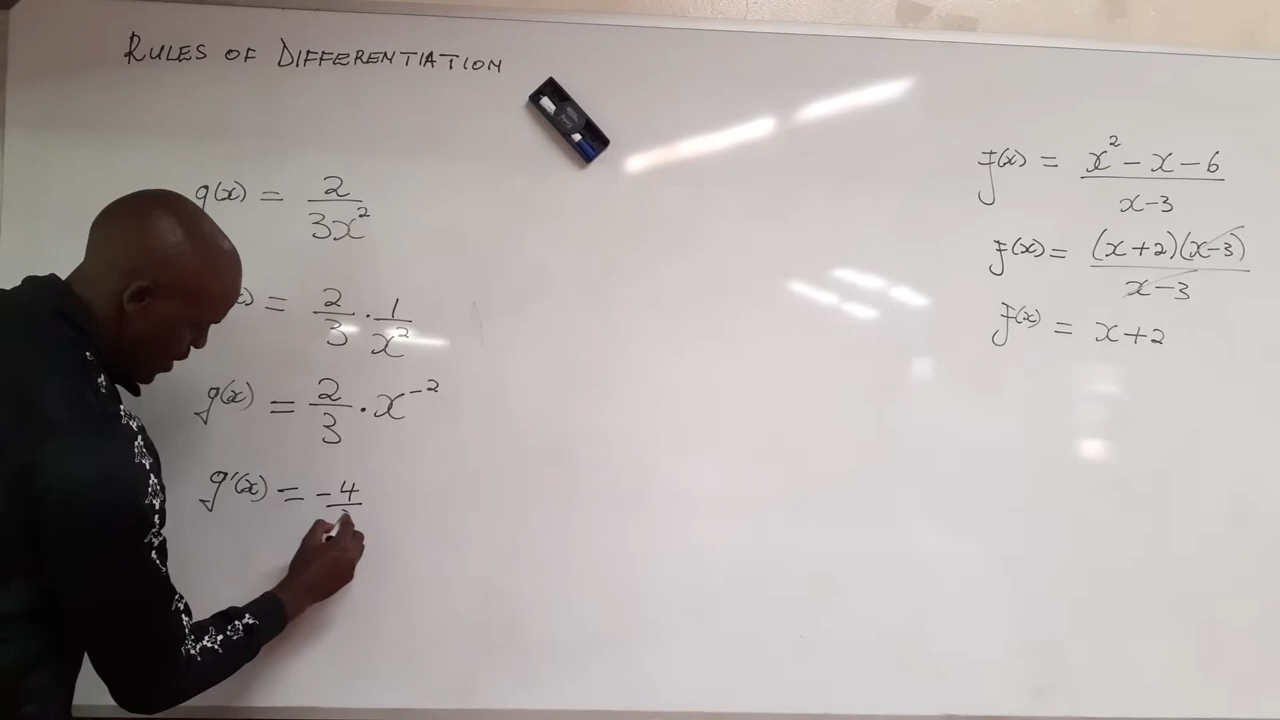 RULES OF DIFFERENTIATION
g(x) = 2/3x²
x) = 2/3 · 1/x²
g(x) = 2/3 · x⁻²
g'(x) = -4/
f(x) = x² - x - 6 / x - 3
f(x) = (x+2)(x-3) / x - 3
f(x) = x+2